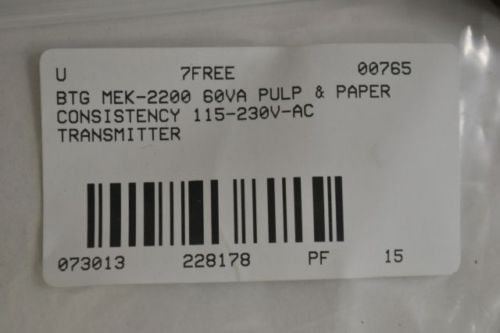 U 7FREE 00765
BTG MEK-2200 60VA PULP & PAPER
CONSISTENCY 115-230V-AC
TRANSMITTER
073013 228178 PF 15